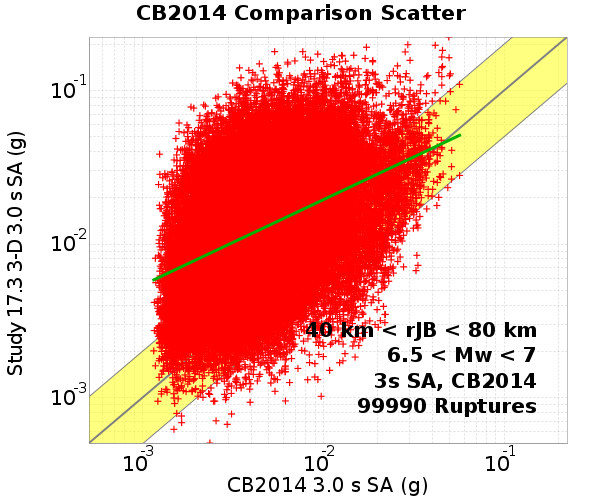 CB2014 Comparison Scatter
Study 17.3 3-D 3.0 s SA (g)
10-1
10-2
10-3
40 km < rJB < 80 km
6.5 < Mw < 7
3s SA, CB2014
99990 Ruptures
10-3 10-2 10-1
CB2014 3.0 s SA (g)